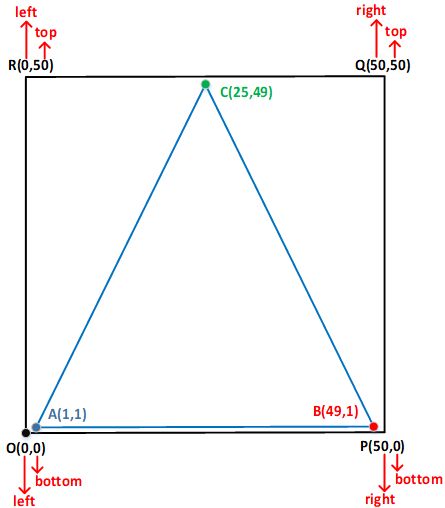 left
right
top
top
R(0,50)
Q(50,50)
C(25,49)
A(1,1)
B(49,1)
O(0,0)
P(50,0)
bottom
bottom
left
right